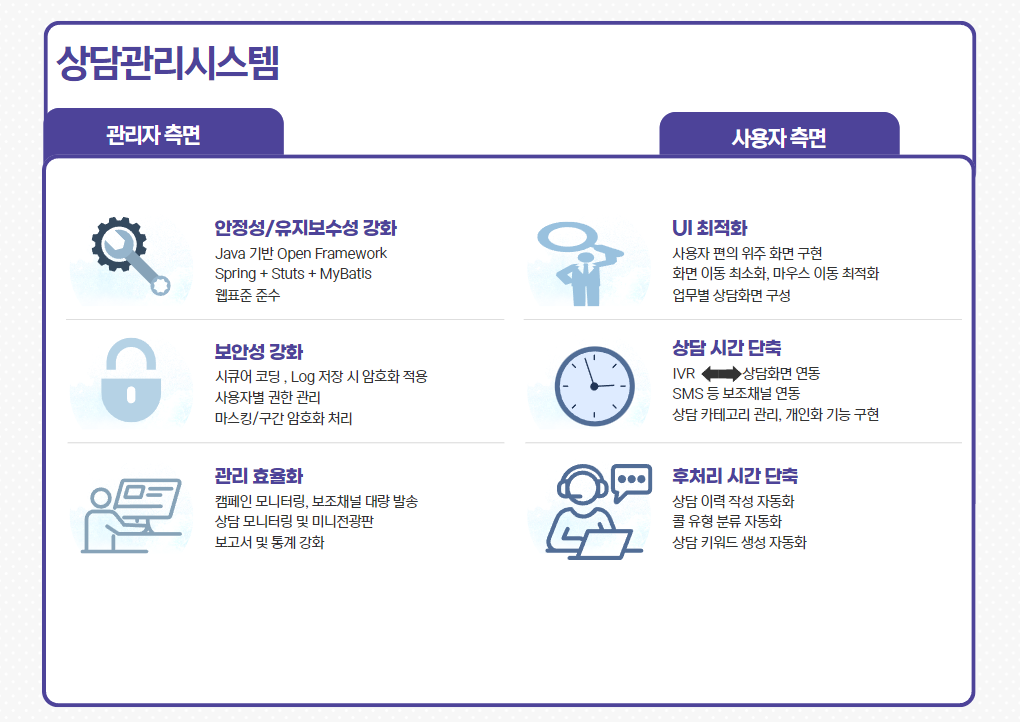 상담관리시스템
관리자 측면
사용자 측면
안정성/유지보수성 강화
Java 기반 Open Framework
Spring + Stuts + MyBatIs
웹표준 준수
보안성 강화
시큐어 코딩 , Log 저장 시 암호화 적용
사용자별 권한 관리
마스킹/구간 암호화 처리
관리 효율화
캠페인 모니터링, 보조채널 대량 발송
상담 모니터링 및 미니전광판
보고서 및 통계 강화
UI 최적화
사용자 편의 위주 화면 구현
화면 이동 최소화, 마우스 이동 최적화
업무별 상담화면 구성
상담 시간 단축
IVR 상담화면 연동
SMS 등 보조채널 연동
상담 카테고리 관리, 개인화 기능 구현
후처리 시간 단축
상담 이력 작성 자동화
콜 유형 분류 자동화
상담 키워드 생성 자동화